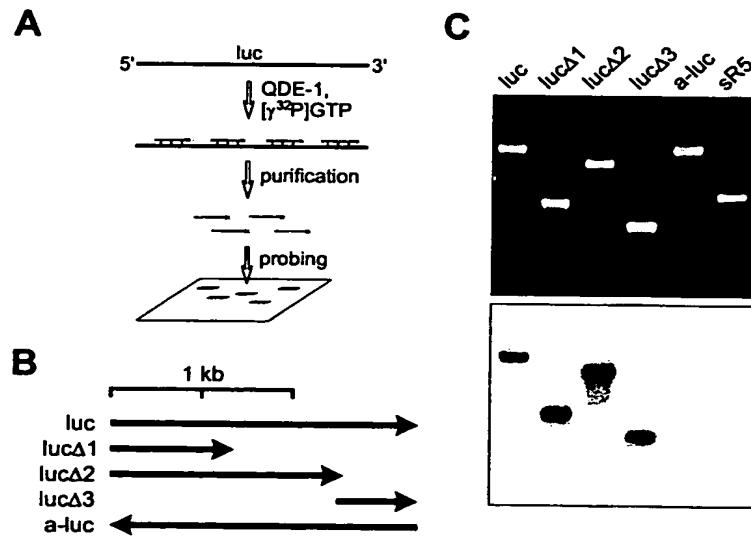 A
5'
luc
3'
QDE-1,
[γ³²P]GTP
purification
probing
B
1 kb
luc
lucΔ1
lucΔ2
lucΔ3
a-luc
C
luc
lucΔ1
lucΔ2
lucΔ3
a-luc
sR5